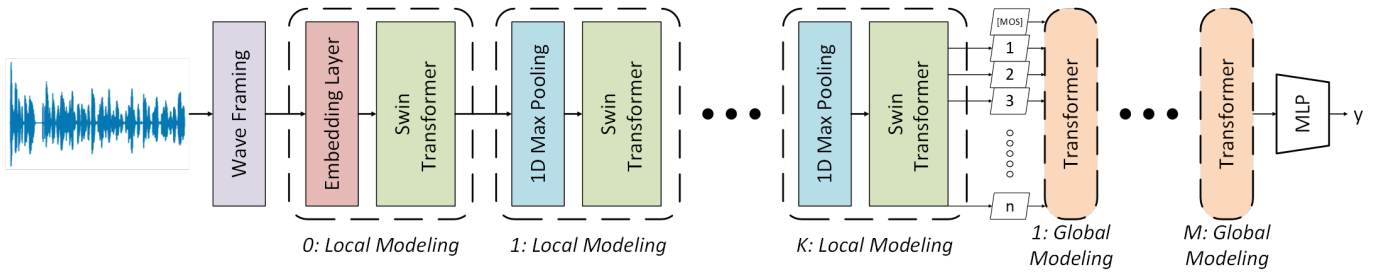 Wave Framing
Embedding Layer
Swin
Transformer
0: Local Modeling
1D Max Pooling
Swin
Transformer
1: Local Modeling
1D Max Pooling
Swin
Transformer
K: Local Modeling
[MOS]
1
2
3
n
Transformer
1: Global
Modeling
Transformer
M: Global
Modeling
MLP
y